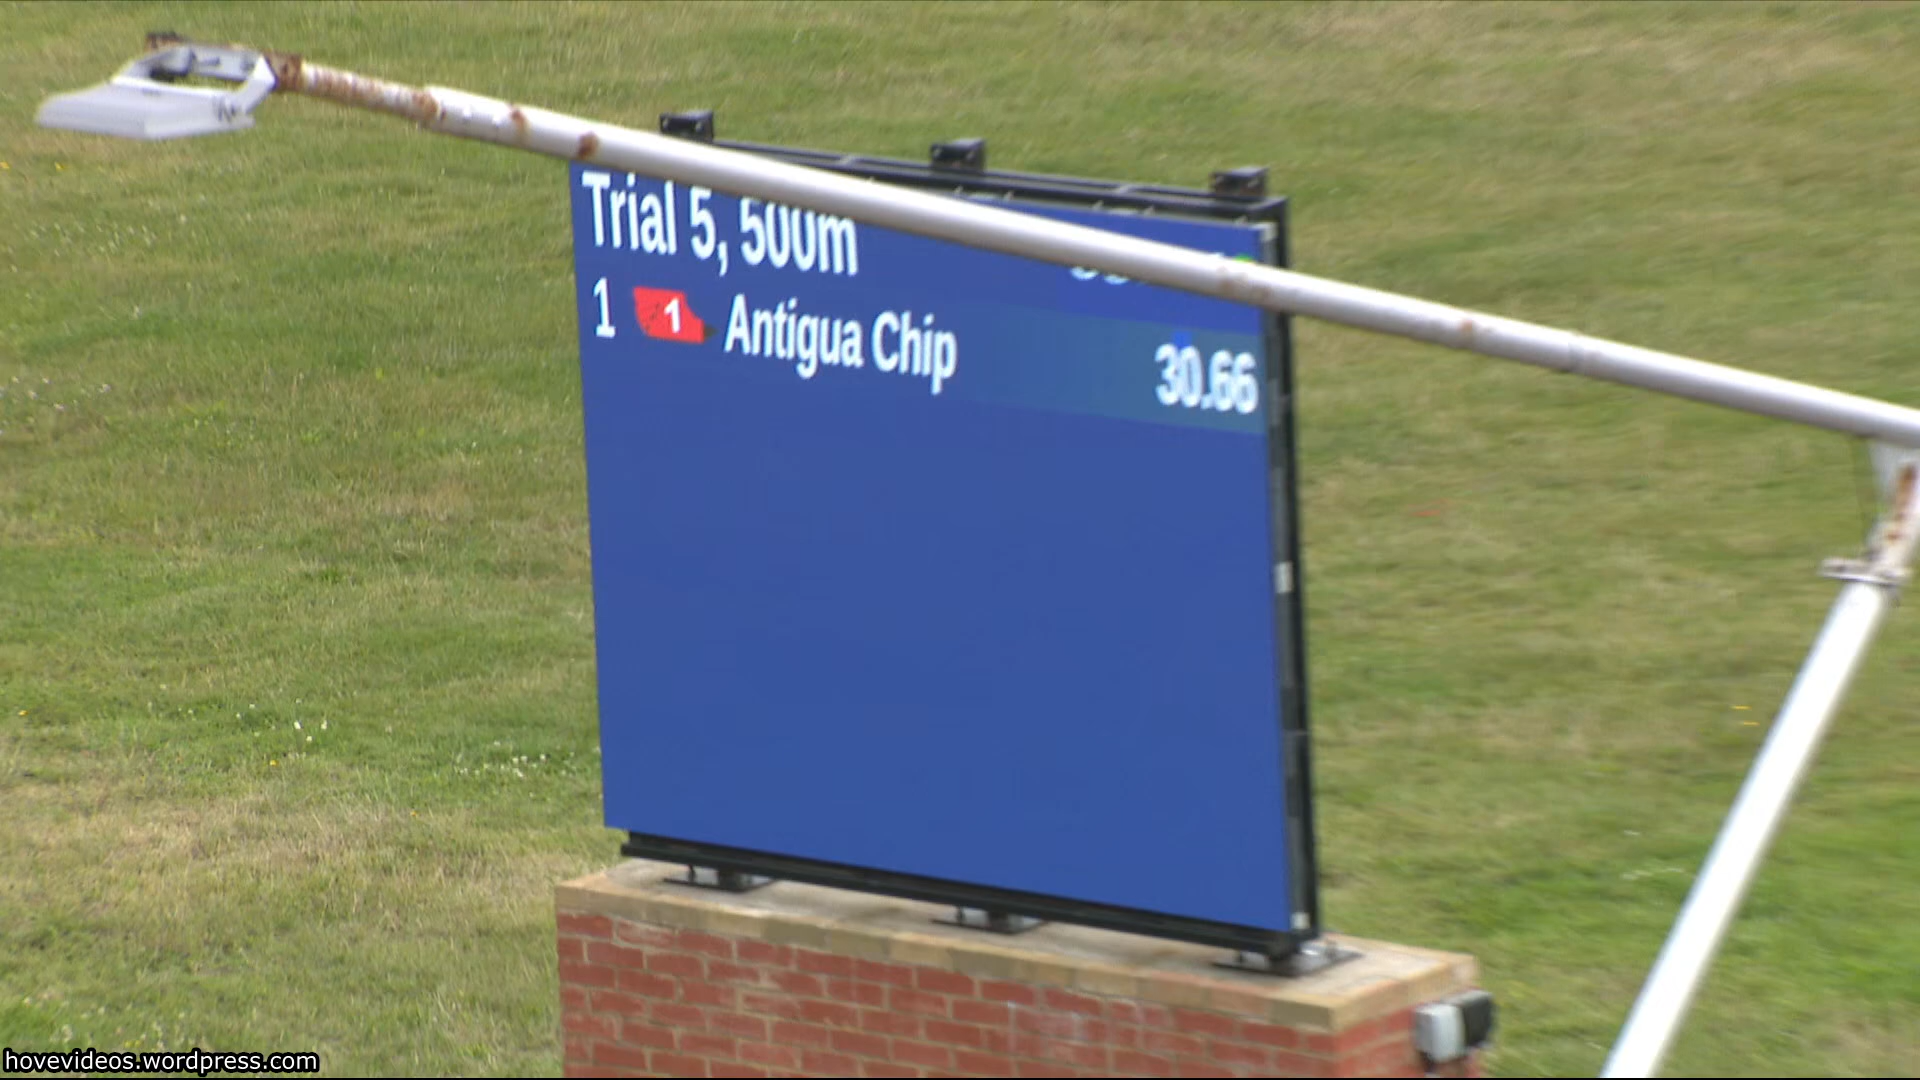 Trial 5, 500m
1 1 Antigua Chip 30.66
hovevideos.wordpress.com